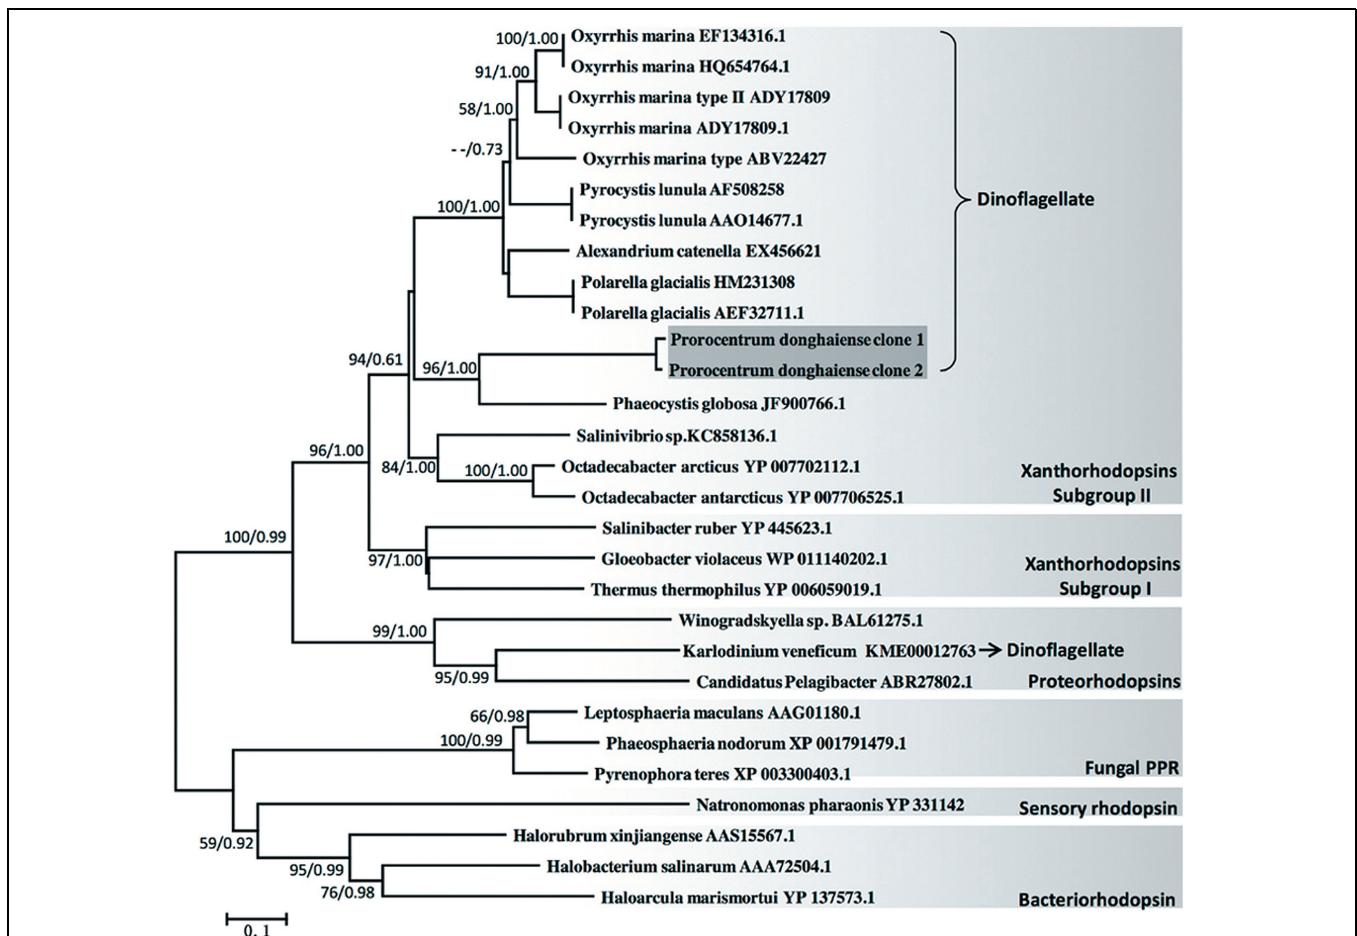 100/1.00
Oxyrrhis marina EF134316.1
Oxyrrhis marina HQ654764.1
91/1.00
Oxyrrhis marina type II ADY17809
58/1.00
Oxyrrhis marina ADY17809.1
--/0.73
Oxyrrhis marina type ABV22427
Pyrocystis lunula AF508258
100/1.00
Pyrocystis lunula AAO14677.1
Dinoflagellate
Alexandrium catenella EX456621
Polarella glacialis HM231308
Polarella glacialis AEF32711.1
Prorocentrum donghaiense clone 1
94/0.61
96/1.00
Prorocentrum donghaiense clone 2
Phaeocystis globosa JF900766.1
Salinivibrio sp.KC858136.1
96/1.00
84/1.00
100/1.00
Octadecabacter arcticus YP 007702112.1
Octadecabacter antarcticus YP 007706525.1
Xanthorhodopsins
Subgroup II
Salinibacter ruber YP 445623.1
100/0.99
97/1.00
Gloeobacter violaceus WP 011140202.1
Thermus thermophilus YP 006059019.1
Xanthorhodopsins
Subgroup I
Winogradskyella sp. BAL61275.1
99/1.00
Karlodinium veneficum KME00012763 → Dinoflagellate
95/0.99
Candidatus Pelagibacter ABR27802.1
Proteorhodopsins
66/0.98
Leptosphaeria maculans AAG01180.1
100/0.99
Phaeosphaeria nodorum XP 001791479.1
Pyrenophora teres XP 003300403.1
Fungal PPR
Natronomonas pharaonis YP 331142
Sensory rhodopsin
59/0.92
Halorubrum xinjiangense AAS15567.1
95/0.99
Halobacterium salinarum AAA72504.1
76/0.98
Haloarcula marismortui YP 137573.1
Bacteriorhodopsin
0.1